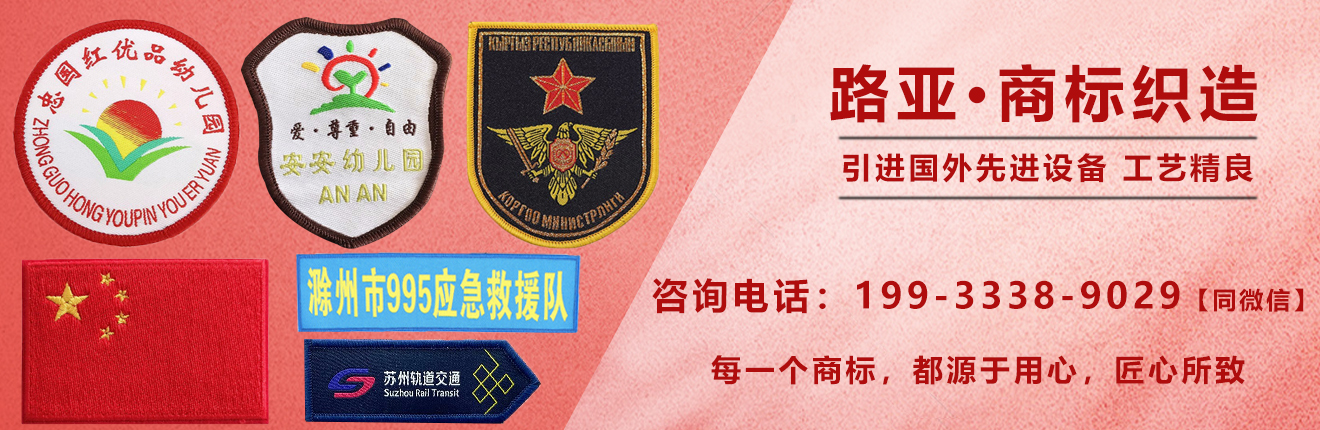 忠国红优品幼儿园
ZHONGGUO HONG YOUPIN YOU ER YUAN
爱·尊重·自由
安安幼儿园
AN AN
КЫРГЫЗ РЕСПУБЛИКАСЫНЫН
КОРГОО МИНИСТРЛИГИ
滁州市995应急救援队
苏州轨道交通
Suzhou Rail Transit
路亚·商标织造
引进国外先进设备 工艺精良
咨询电话：199-3338-9029【同微信】
每一个商标，都源于用心，匠心所致